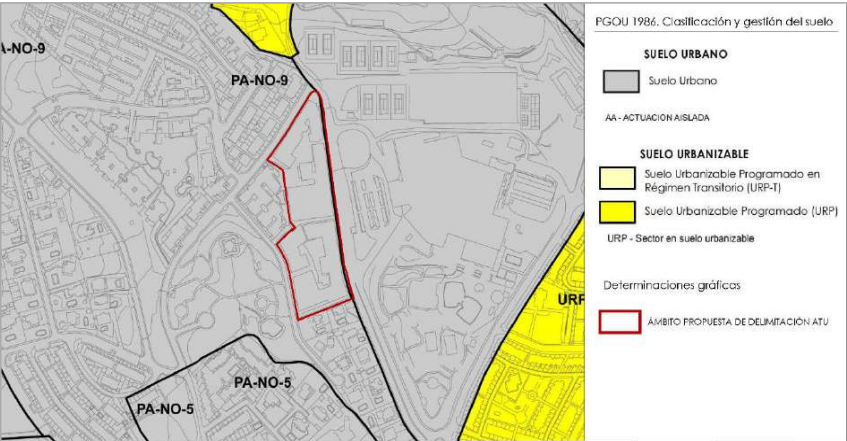 A-NO-9
PA-NO-9
PA-NO-5
PA-NO-5
URP
PGOU 1986. Clasificación y gestión del suelo
SUELO URBANO
Suelo Urbano
AA - ACTUACION AISLADA
SUELO URBANIZABLE
Suelo Urbanizable Programado en
Régimen Transitorio (URP-T)
Suelo Urbanizable Programado (URP)
URP - Sector en suelo urbanizable
Determinaciones gráficas
ÁMBITO PROPUESTA DE DELIMITACIÓN ATU